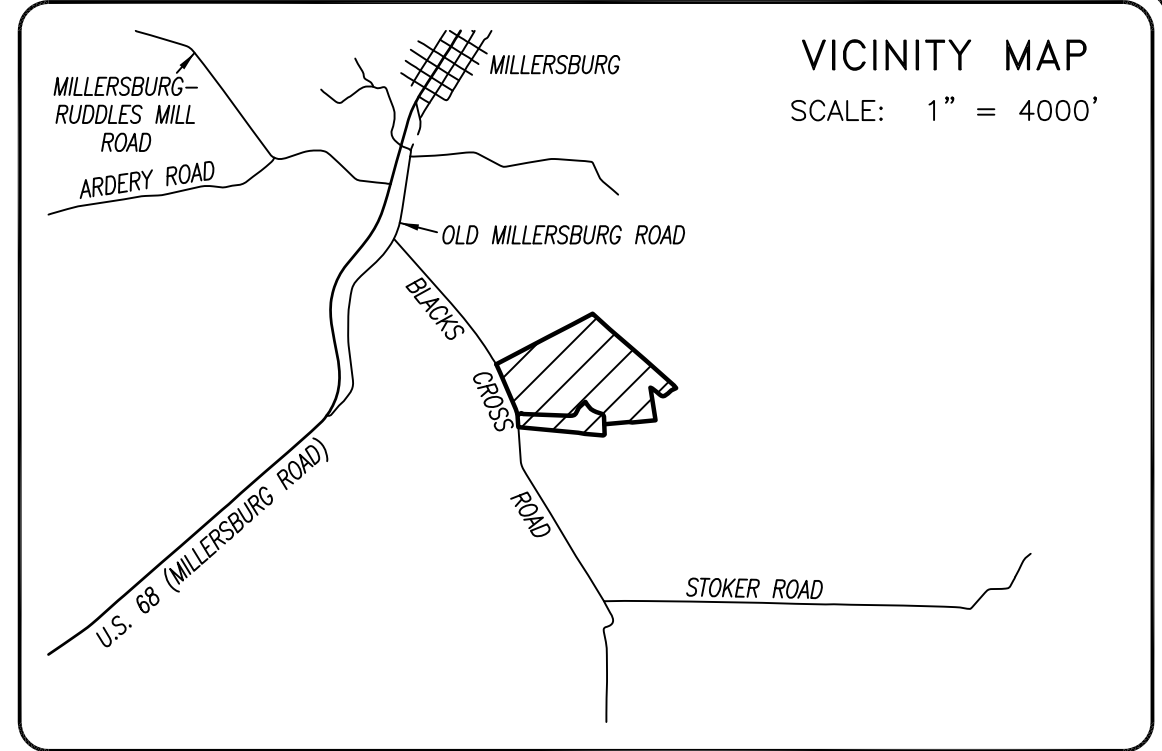 VICINITY MAP
SCALE: 1" = 4000'
MILLERSBURG
MILLERSBURG-
RUDDLES MILL
ROAD
ARDERY ROAD
OLD MILLERSBURG ROAD
BLACKS
CROSS
ROAD
U.S. 68 (MILLERSBURG ROAD)
STOKER ROAD